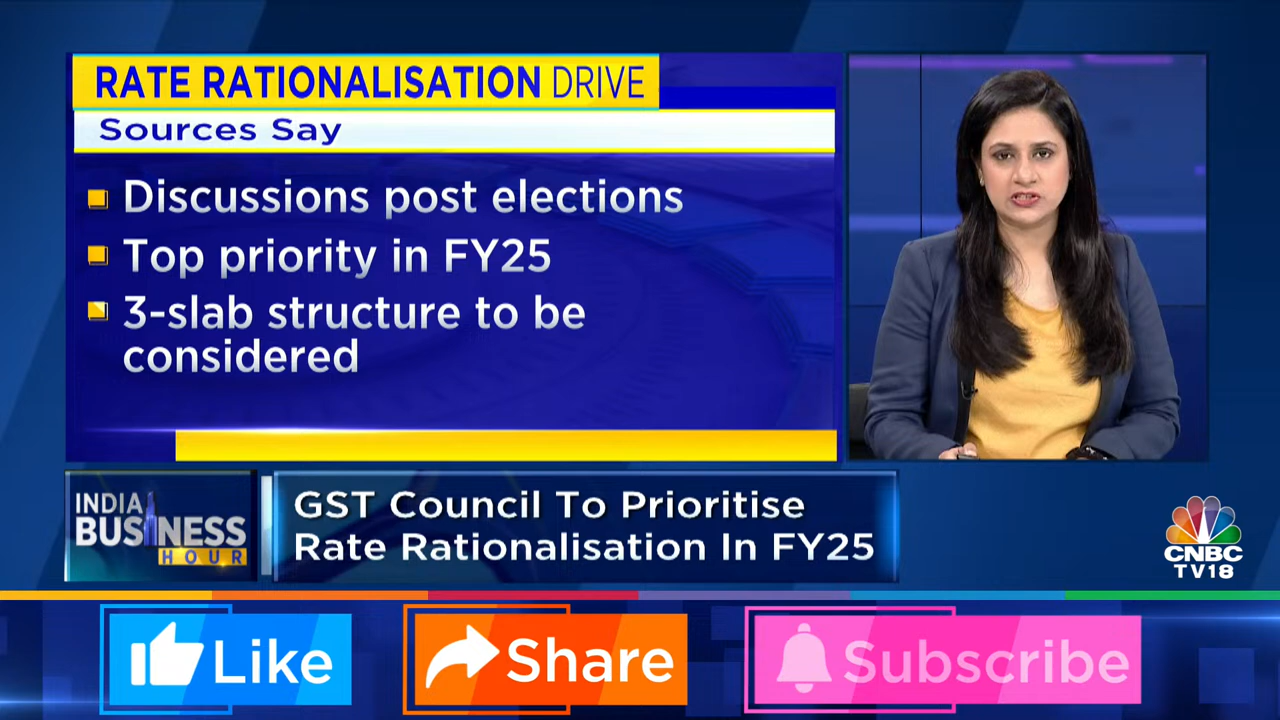 RATE RATIONALISATION DRIVE
Sources Say
Discussions post elections
Top priority in FY25
3-slab structure to be
considered
INDIA
BUSINESS
HOUR
GST Council To Prioritise
Rate Rationalisation In FY25
CNBC
TV18
Like
Share
Subscribe